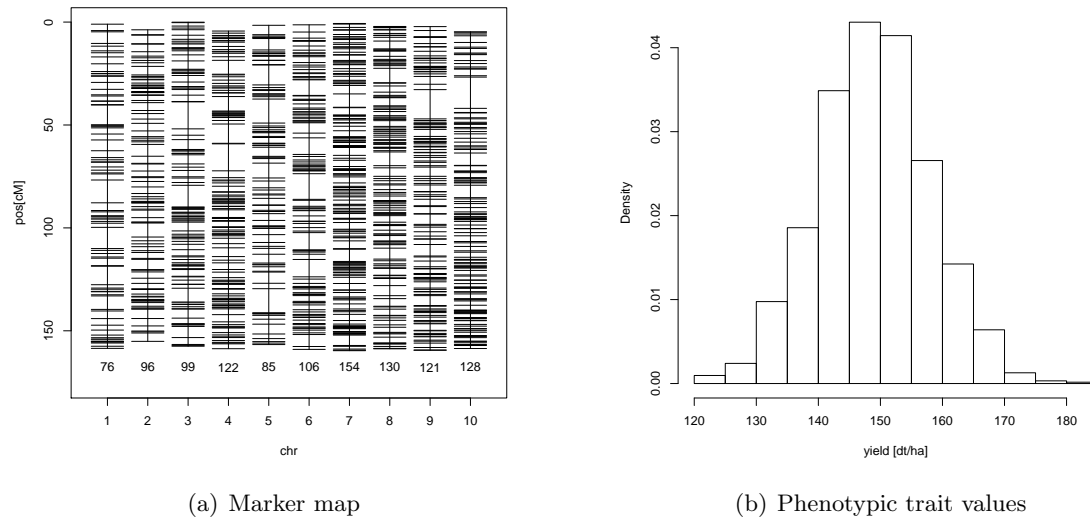 0
50
100
150
pos[cM]
76 96 99 122 85 106 154 130 121 128
1 2 3 4 5 6 7 8 9 10
chr
(a) Marker map
0.04
0.03
0.02
0.01
0.00
Density
120 130 140 150 160 170 180
yield [dt/ha]
(b) Phenotypic trait values